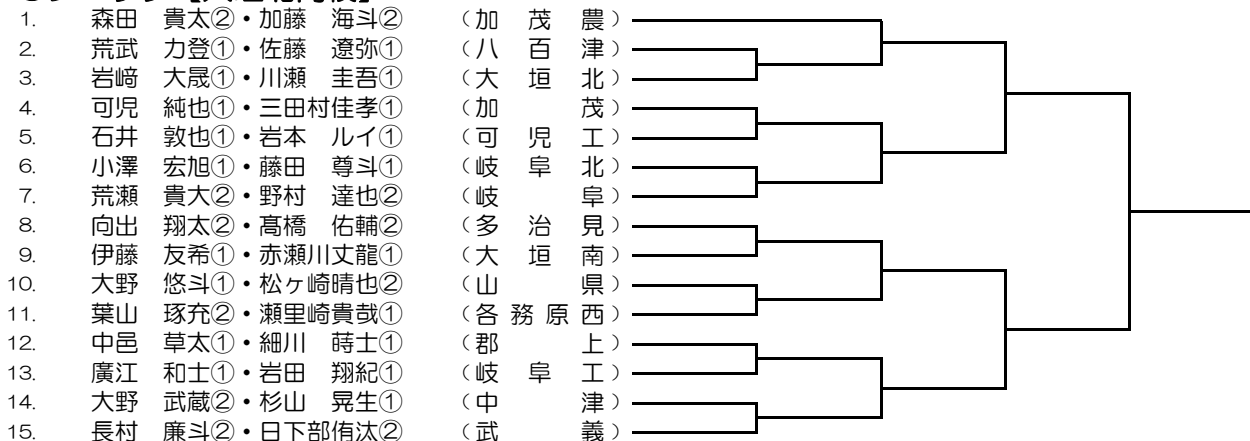 1. 森田 貴太②・加藤 海斗② （加茂農）
2. 荒武 力登①・佐藤 遼弥① （八百津）
3. 岩﨑 大晟①・川瀬 圭吾① （大垣北）
4. 可児 純也①・三田村佳孝① （加茂）
5. 石井 敦也①・岩本 ルイ① （可児工）
6. 小澤 宏旭①・藤田 尊斗① （岐阜北）
7. 荒瀬 貴大②・野村 達也② （岐阜）
8. 向出 翔太②・髙橋 佑輔② （多治見）
9. 伊藤 友希①・赤瀬川丈龍① （大垣南）
10. 大野 悠斗①・松ヶ崎晴也② （山県）
11. 葉山 琢充②・瀬里崎貴哉① （各務原西）
12. 中邑 草太①・細川 蒔士① （郡上）
13. 廣江 和士①・岩田 翔紀① （岐阜工）
14. 大野 武蔵②・杉山 晃生① （中津）
15. 長村 廉斗②・日下部侑汰② （武義）